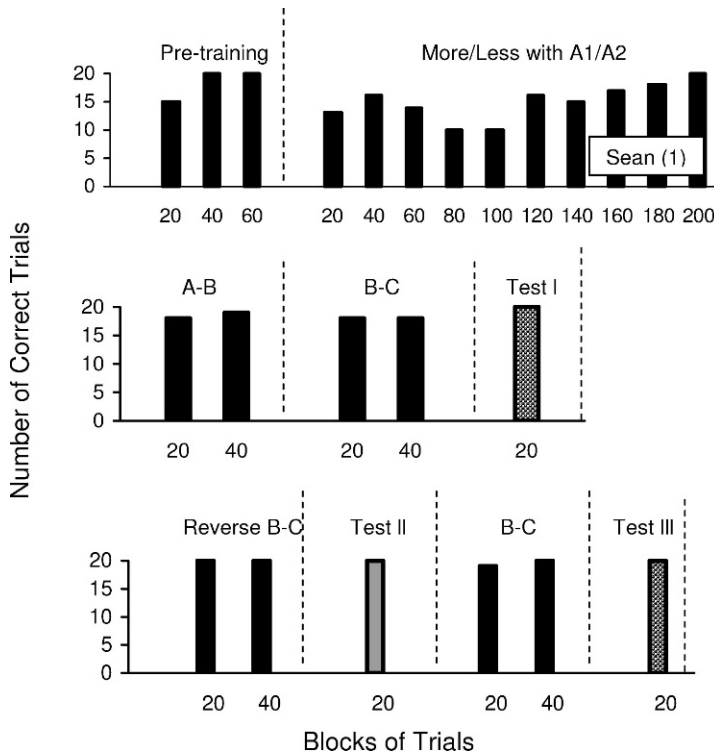 Pre-training More/Less with A1/A2
20
15
10
5
0
Sean (1)
20 40 60 20 40 60 80 100 120 140 160 180 200
Number of Correct Trials
A-B B-C Test I
20
15
10
5
0
20 40 20 40 20
Reverse B-C Test II B-C Test III
20
15
10
5
0
20 40 20 20 40 20
Blocks of Trials